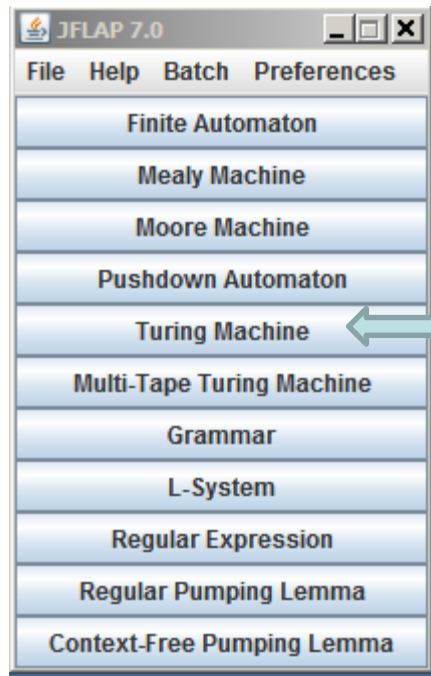 JFLAP 7.0
File Help Batch Preferences
Finite Automaton
Mealy Machine
Moore Machine
Pushdown Automaton
Turing Machine
Multi-Tape Turing Machine
Grammar
L-System
Regular Expression
Regular Pumping Lemma
Context-Free Pumping Lemma